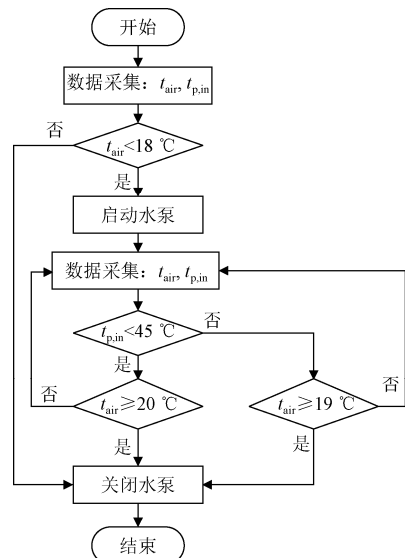 开始
数据采集：t_air, t_p,in
否
t_air<18 ℃
是
启动水泵
数据采集：t_air, t_p,in
t_p,in<45 ℃
否
是
否
t_air≥20 ℃
t_air≥19 ℃
否
是
是
关闭水泵
结束